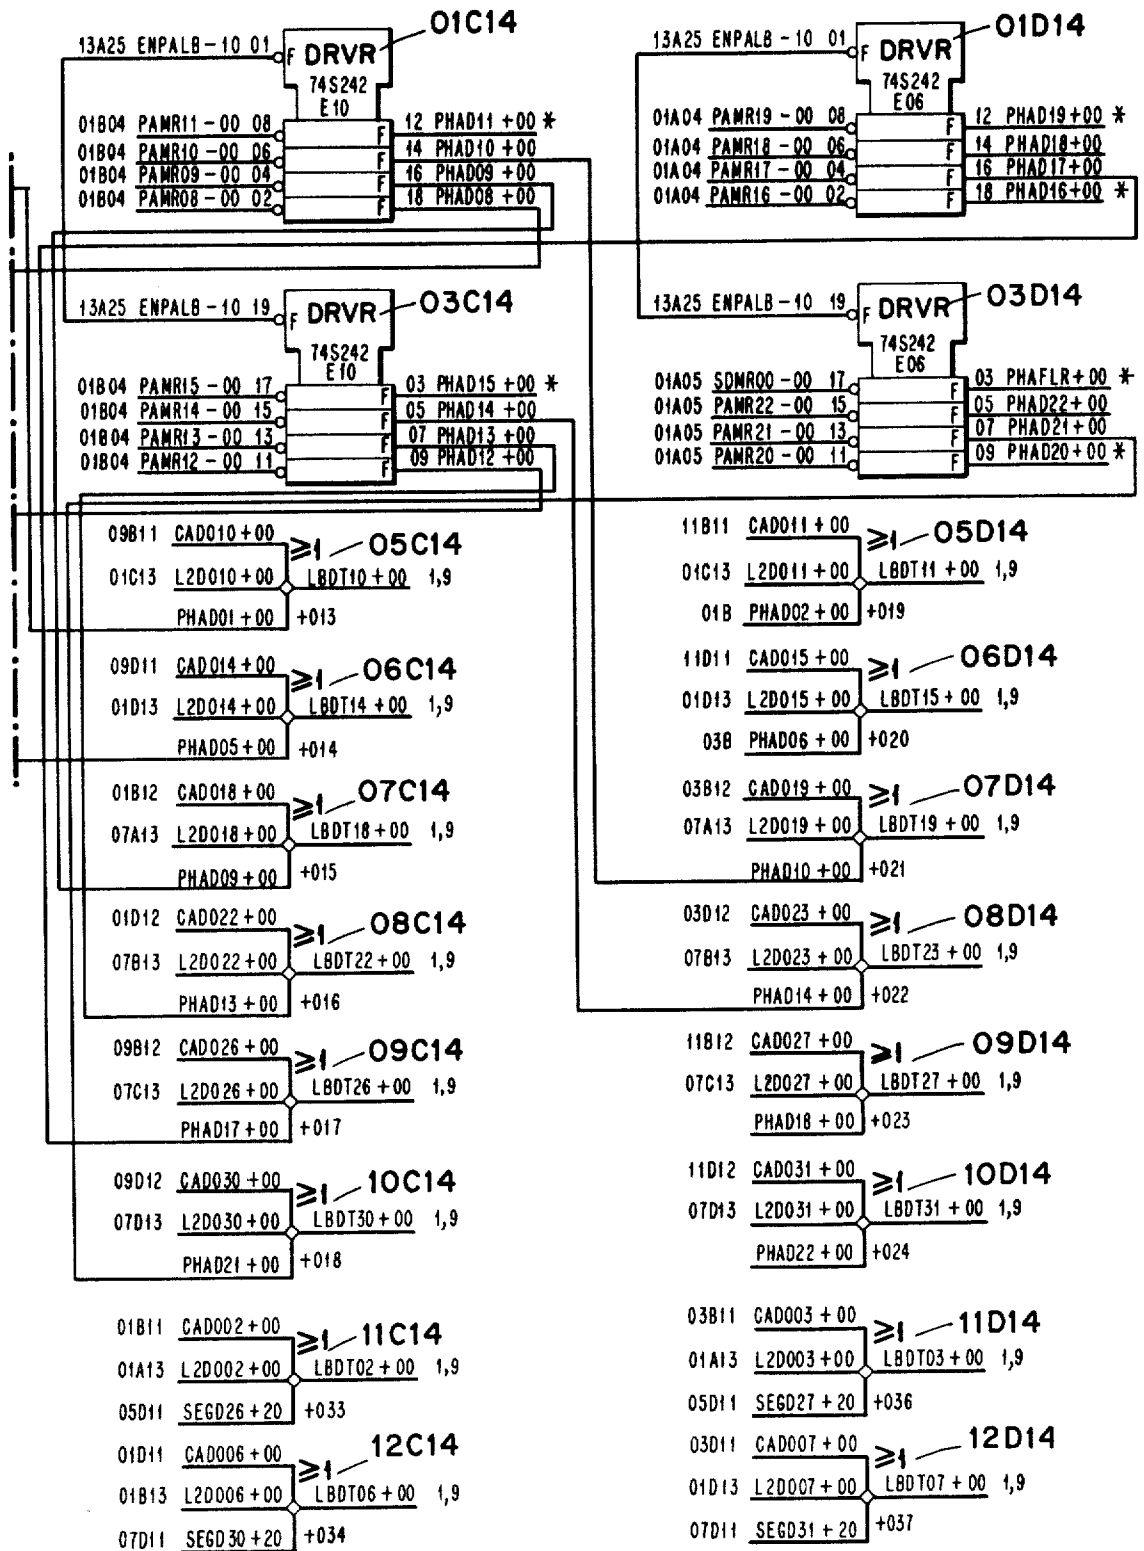 01C14
13A25 ENPALB-10 01
F DRVR
74S242
E10
01B04 PAMR11-00 08 F 12 PHAD11+00 *
01B04 PAMR10-00 06 F 14 PHAD10+00
01B04 PAMR09-00 04 F 16 PHAD09+00
01B04 PAMR08-00 02 F 18 PHAD08+00
01D14
13A25 ENPALB-10 01
F DRVR
74S242
E06
01A04 PAMR19-00 08 F 12 PHAD19+00 *
01A04 PAMR18-00 06 14 PHAD18+00
01A04 PAMR17-00 04 16 PHAD17+00
01A04 PAMR16-00 02 F 18 PHAD16+00 *
03C14
13A25 ENPALB-10 19
F DRVR
74S242
E10
01B04 PAMR15-00 17 F 03 PHAD15+00 *
01B04 PAMR14-00 15 F 05 PHAD14+00
01B04 PAMR13-00 13 F 07 PHAD13+00
01B04 PAMR12-00 11 F 09 PHAD12+00
03D14
13A25 ENPALB-10 19
F DRVR
74S242
E06
01A05 SDMR00-00 17 F 03 PHAFLR+00 *
01A05 PAMR22-00 15 05 PHAD22+00
01A05 PAMR21-00 13 07 PHAD21+00
01A05 PAMR20-00 11 F 09 PHAD20+00 *
09B11 CAD010+00 ≥1 05C14
01C13 L2D010+00 LBDT10+00 1,9
PHAD01+00 +013
11B11 CAD011+00 ≥1 05D14
01C13 L2D011+00 LBDT11+00 1,9
01B PHAD02+00 +019
09D11 CAD014+00 ≥1 06C14
01D13 L2D014+00 LBDT14+00 1,9
PHAD05+00 +014
11D11 CAD015+00 ≥1 06D14
01D13 L2D015+00 LBDT15+00 1,9
03B PHAD06+00 +020
01B12 CAD018+00 ≥1 07C14
07A13 L2D018+00 LBDT18+00 1,9
PHAD09+00 +015
03B12 CAD019+00 ≥1 07D14
07A13 L2D019+00 LBDT19+00 1,9
PHAD10+00 +021
01D12 CAD022+00 ≥1 08C14
07B13 L2D022+00 LBDT22+00 1,9
PHAD13+00 +016
03D12 CAD023+00 ≥1 08D14
07B13 L2D023+00 LBDT23+00 1,9
PHAD14+00 +022
09B12 CAD026+00 ≥1 09C14
07C13 L2D026+00 LBDT26+00 1,9
PHAD17+00 +017
11B12 CAD027+00 ≥1 09D14
07C13 L2D027+00 LBDT27+00 1,9
PHAD18+00 +023
09D12 CAD030+00 ≥1 10C14
07D13 L2D030+00 LBDT30+00 1,9
PHAD21+00 +018
11D12 CAD031+00 ≥1 10D14
07D13 L2D031+00 LBDT31+00 1,9
PHAD22+00 +024
01B11 CAD002+00 ≥1 11C14
01A13 L2D002+00 LBDT02+00 1,9
05D11 SEGD26+20 +033
03B11 CAD003+00 ≥1 11D14
01A13 L2D003+00 LBDT03+00 1,9
05D11 SEGD27+20 +036
01D11 CAD006+00 ≥1 12C14
01B13 L2D006+00 LBDT06+00 1,9
07D11 SEGD30+20 +034
03D11 CAD007+00 ≥1 12D14
01D13 L2D007+00 LBDT07+00 1,9
07D11 SEGD31+20 +037